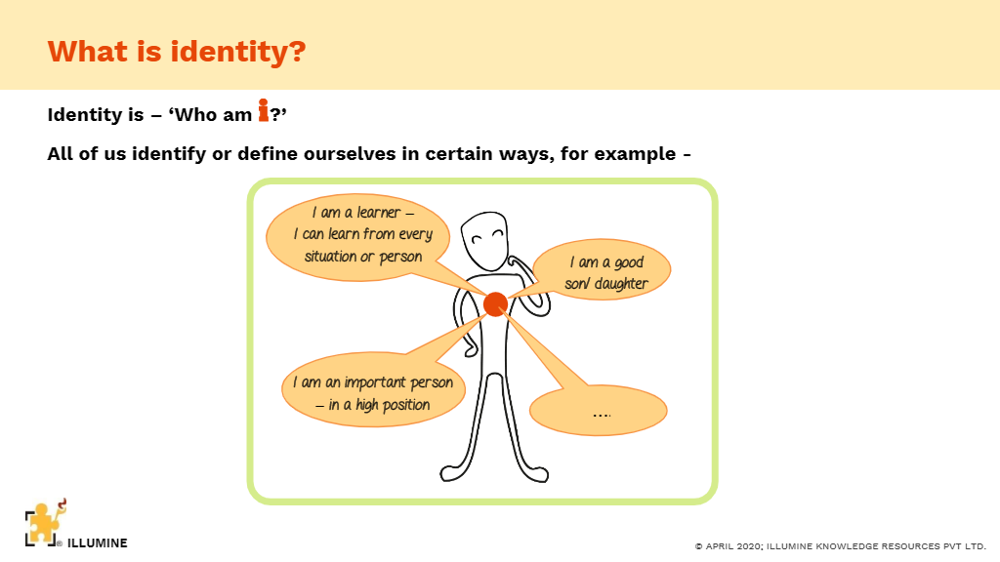 What is identity?
Identity is – ‘Who am i?’
All of us identify or define ourselves in certain ways, for example -
I am a learner –
I can learn from every
situation or person
I am a good
son/ daughter
I am an important person
– in a high position
....
® ILLUMINE
© APRIL 2020; ILLUMINE KNOWLEDGE RESOURCES PVT LTD.